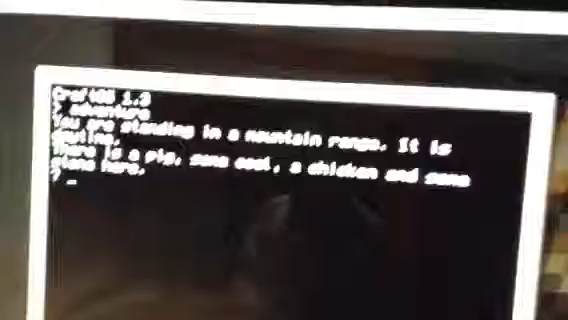 CraftOS 1.3
> adventure
You are standing in a mountain range. It is
daytime.
There is a pig, some coal, a chicken and some
here.
> _